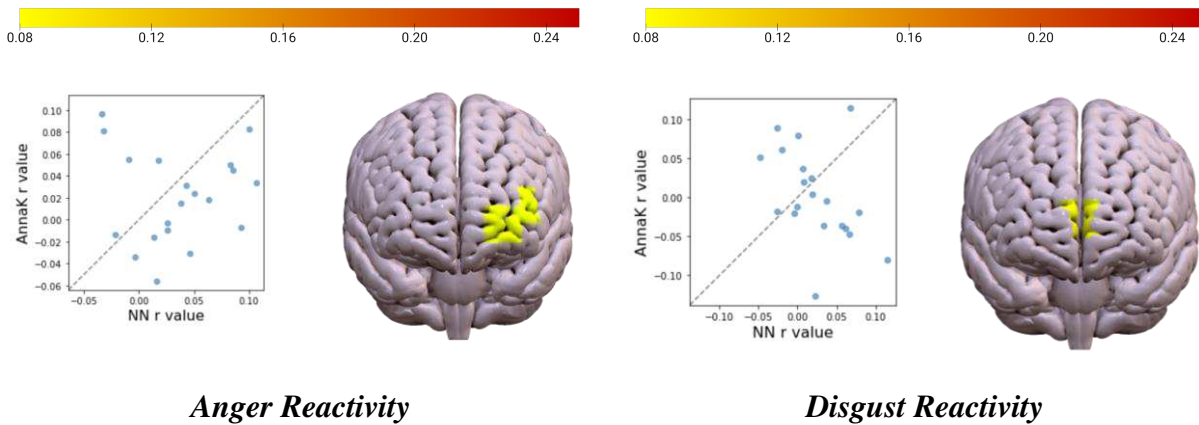 0.08 0.12 0.16 0.20 0.24
0.08 0.12 0.16 0.20 0.24
AnnaK r value
0.10
0.08
0.06
0.04
0.02
0.00
−0.02
−0.04
−0.06
−0.05 0.00 0.05 0.10
NN r value
AnnaK r value
0.10
0.05
0.00
−0.05
−0.10
−0.10 −0.05 0.00 0.05 0.10
NN r value
Anger Reactivity
Disgust Reactivity